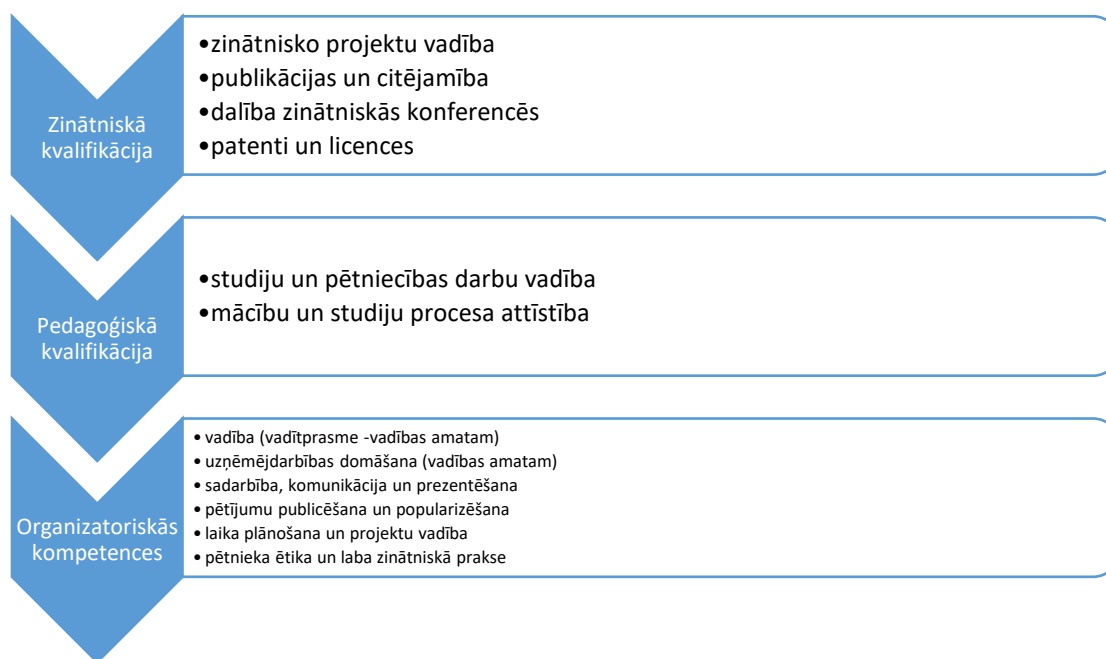 Zinātniskā
kvalifikācija
•zinātnisko projektu vadība
•publikācijas un citējamība
•dalība zinātniskās konferencēs
•patenti un licences
Pedagoģiskā
kvalifikācija
•studiju un pētniecības darbu vadība
•mācību un studiju procesa attīstība
Organizatoriskās
kompetences
•vadība (vadītprasme -vadības amatam)
•uzņēmējdarbības domāšana (vadības amatam)
•sadarbība, komunikācija un prezentēšana
•pētījumu publicēšana un popularizēšana
•laika plānošana un projektu vadība
•pētnieka ētika un laba zinātniskā prakse